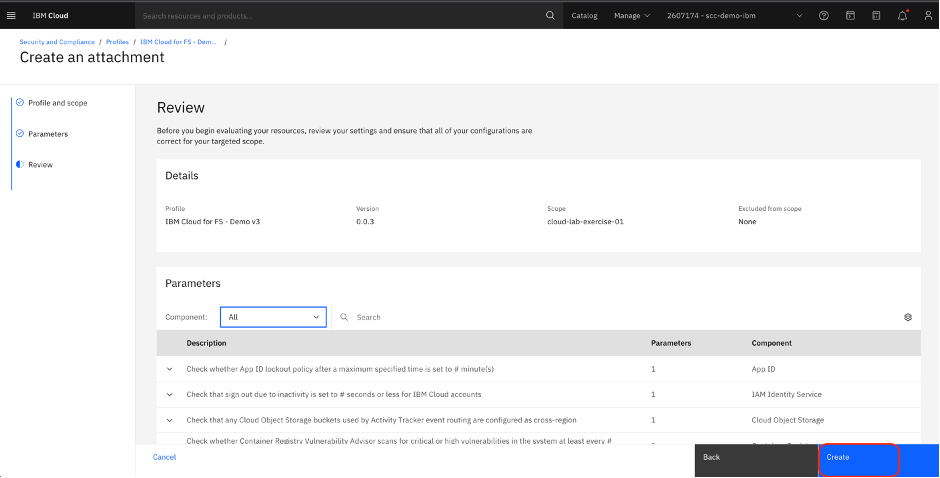 IBM Cloud
Search resources and products...
Catalog
Manage
2607174 - scc-demo-ibm
Security and Compliance / Profiles / IBM Cloud for FS - Dem... /
Create an attachment
Profile and scope
Parameters
Review
Review
Before you begin evaluating your resources, review your settings and ensure that all of your configurations are
correct for your targeted scope.
Details
Profile Version Scope Excluded from scope
IBM Cloud for FS - Demo v3 0.0.3 cloud-lab-exercise-01 None
Parameters
Component: All Search
Description Parameters Component
Check whether App ID lockout policy after a maximum specified time is set to # minute(s) 1 App ID
Check that sign out due to inactivity is set to # seconds or less for IBM Cloud accounts 1 IAM Identity Service
Check that any Cloud Object Storage buckets used by Activity Tracker event routing are configured as cross-region 1 Cloud Object Storage
Check whether Container Registry Vulnerability Advisor scans for critical or high vulnerabilities in the system at least every #
Cancel Back Create